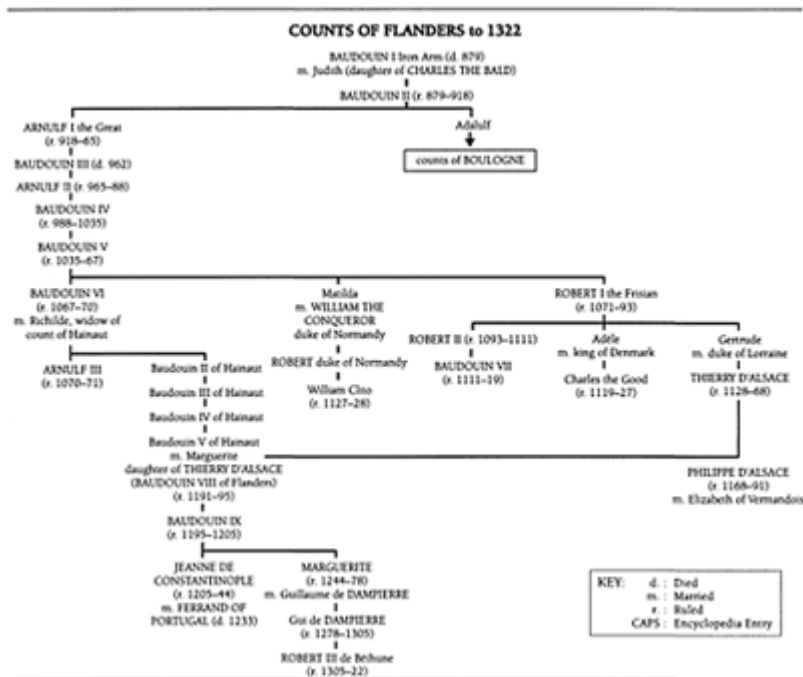 COUNTS OF FLANDERS to 1322
BAUDOUIN I Iron Arm (d. 879)
m. Judith (daughter of CHARLES THE BALD)
BAUDOUIN II (r. 879–918)
ARNULF I the Great
(r. 918–65)
Adalulf
counts of BOULOGNE
BAUDOUIN III (d. 962)
ARNULF II (r. 965–88)
BAUDOUIN IV
(r. 988–1035)
BAUDOUIN V
(r. 1035–67)
BAUDOUIN VI
(r. 1067–70)
m. Richilde, widow of
count of Hainaut
Matilda
m. WILLIAM THE
CONQUEROR
duke of Normandy
ROBERT I the Frisian
(r. 1071–93)
ARNULF III
(r. 1070–71)
Baudouin II of Hainaut
Baudouin III of Hainaut
Baudouin IV of Hainaut
Baudouin V of Hainaut
m. Marguerite
daughter of THIERRY D'ALSACE
(BAUDOUIN VIII of Flanders)
(r. 1191–95)
ROBERT duke of Normandy
William Clito
(r. 1127–28)
ROBERT II (r. 1093–1111)
BAUDOUIN VII
(r. 1111–19)
Adèle
m. king of Denmark
Charles the Good
(r. 1119–27)
Gertrude
m. duke of Lorraine
THIERRY D'ALSACE
(r. 1128–68)
PHILIPPE D'ALSACE
(r. 1168–91)
m. Elizabeth of Vermandois
BAUDOUIN IX
(r. 1195–1205)
JEANNE DE
CONSTANTINOPLE
(r. 1205–44)
m. FERRAND OF
PORTUGAL (d. 1233)
MARGUERITE
(r. 1244–78)
m. Guillaume de DAMPIERRE
Gui de DAMPIERRE
(r. 1278–1305)
ROBERT III de Béthune
(r. 1305–22)
KEY: d. : Died
m. : Married
r. : Ruled
CAPS : Encyclopedia Entry